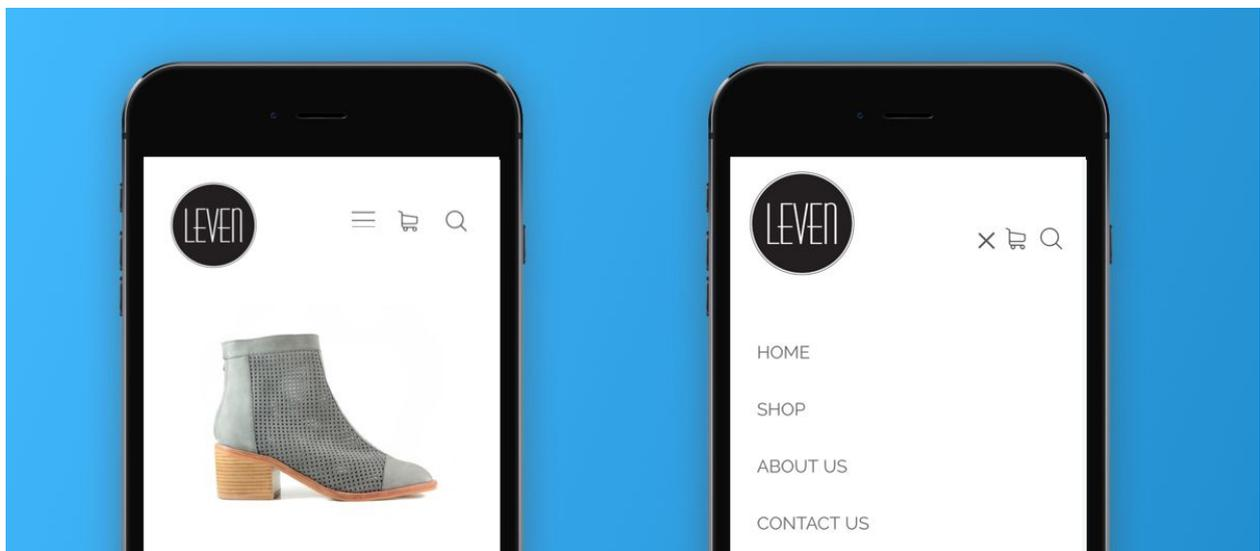 LEVEN
LEVEN
HOME
SHOP
ABOUT US
CONTACT US